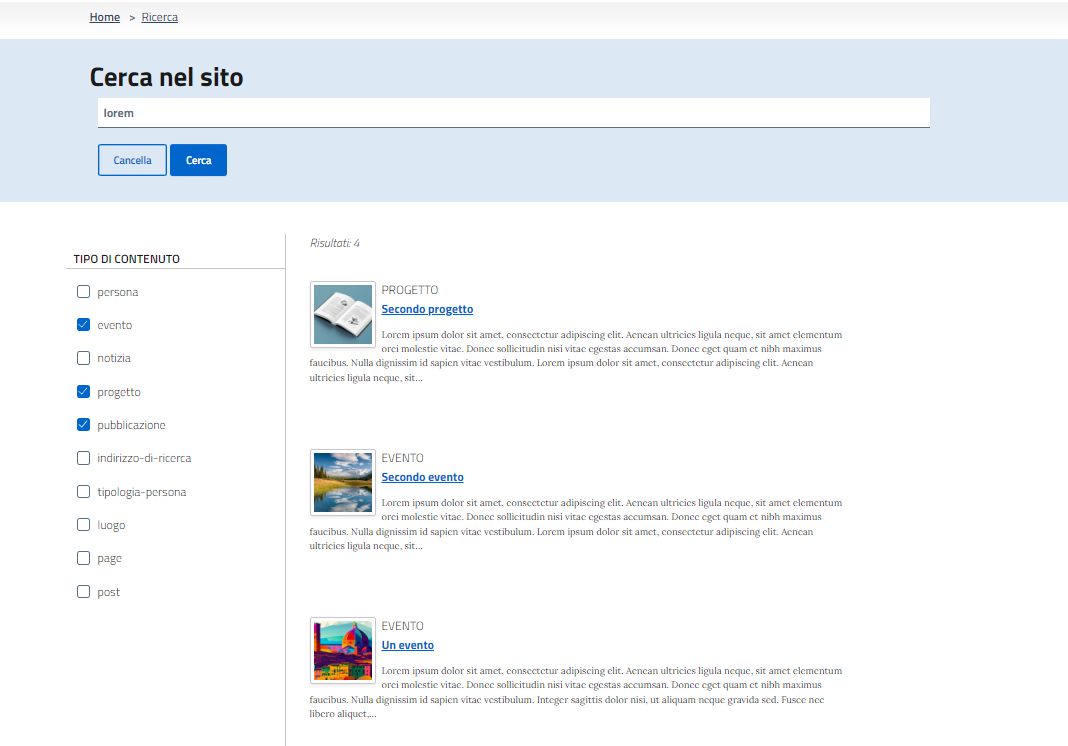 Home > Ricerca
Cerca nel sito
lorem
Cancella Cerca
TIPO DI CONTENUTO
persona
evento
notizia
progetto
pubblicazione
indirizzo-di-ricerca
tipologia-persona
luogo
page
post
Risultati: 4
PROGETTO
Secondo progetto
Lorem ipsum dolor sit amet, consectetur adipiscing elit. Aenean ultricies ligula neque, sit amet elementum
orci molestie vitae. Donec sollicitudin nisi vitae egestas accumsan. Donec eget quam et nibh maximus
faucibus. Nulla dignissim id sapien vitae vestibulum. Lorem ipsum dolor sit amet, consectetur adipiscing elit. Aenean
ultricies ligula neque, sit...
EVENTO
Secondo evento
Lorem ipsum dolor sit amet, consectetur adipiscing elit. Aenean ultricies ligula neque, sit amet elementum
orci molestie vitae. Donec sollicitudin nisi vitae egestas accumsan. Donec eget quam et nibh maximus
faucibus. Nulla dignissim id sapien vitae vestibulum. Lorem ipsum dolor sit amet, consectetur adipiscing elit. Aenean
ultricies ligula neque, sit...
EVENTO
Un evento
Lorem ipsum dolor sit amet, consectetur adipiscing elit. Aenean ultricies ligula neque, sit amet elementum
orci molestie vitae. Donec sollicitudin nisi vitae egestas accumsan. Donec eget quam et nibh maximus
faucibus. Nulla dignissim id sapien vitae vestibulum. Integer sagittis dolor nisi, ut aliquam neque gravida sed. Fusce nec
libero aliquet,...